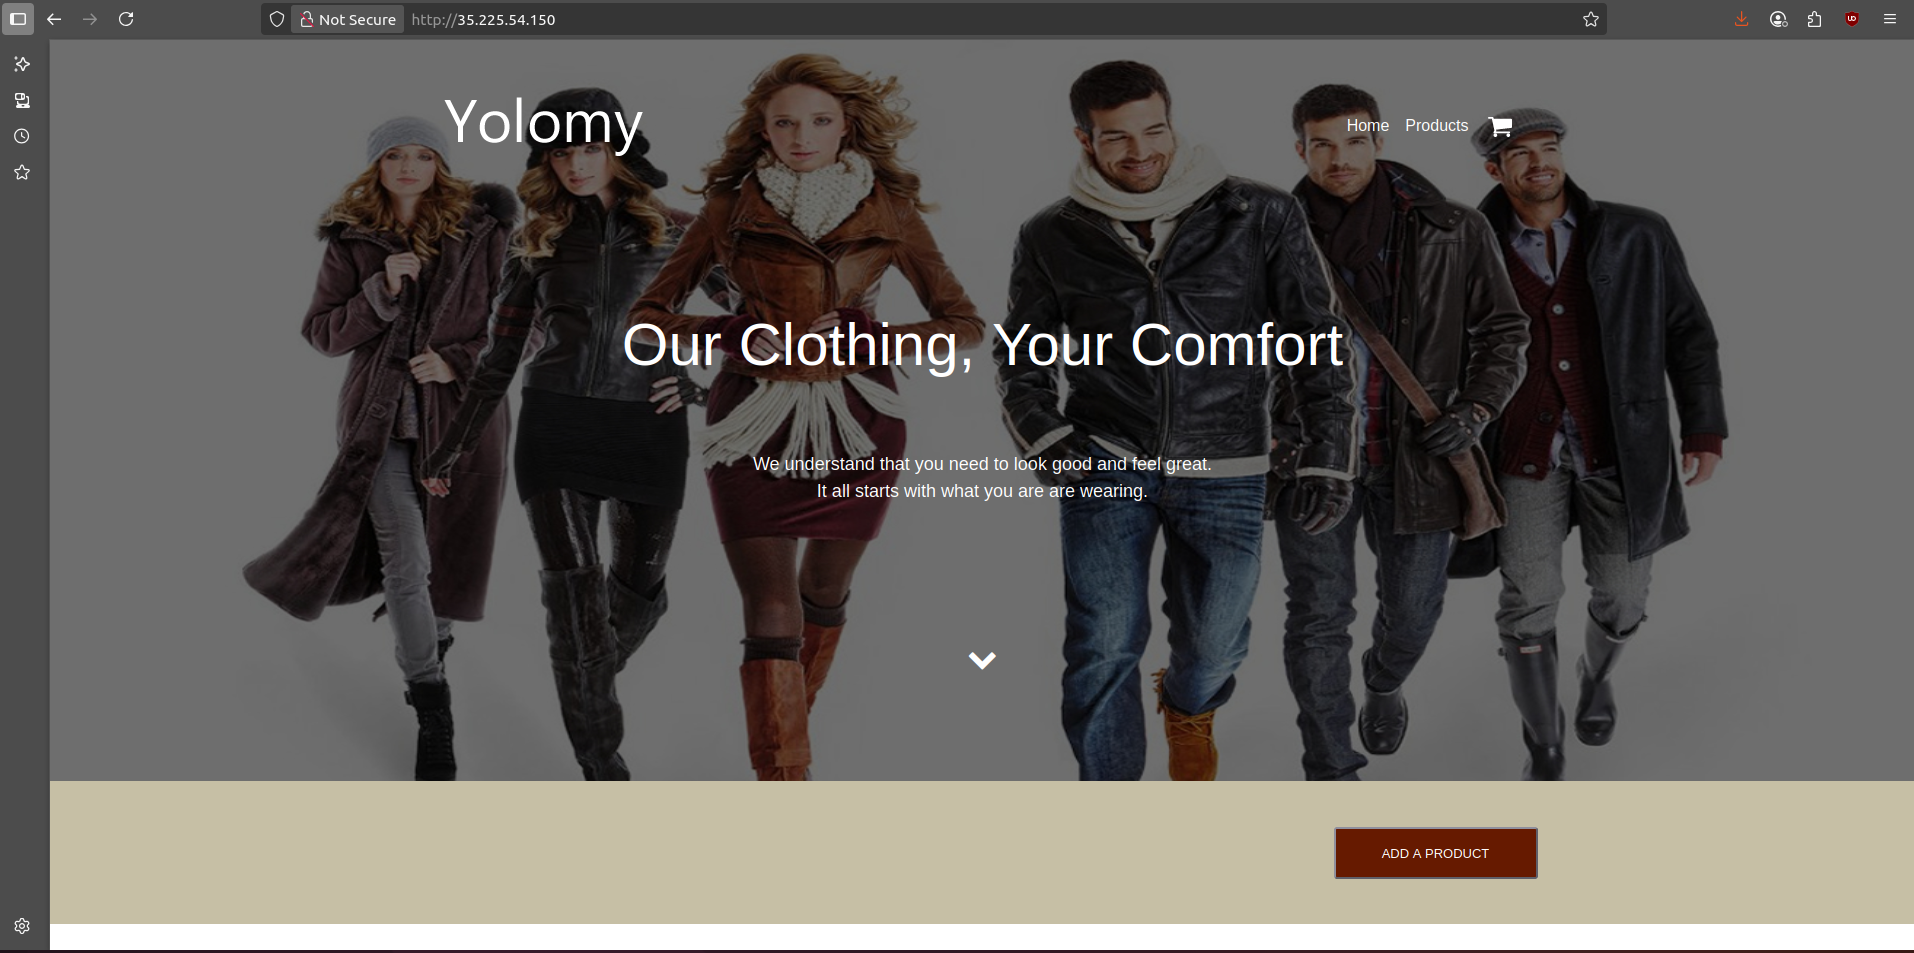 Not Secure
http://35.225.54.150
Yolomy
Home
Products
Our Clothing, Your Comfort
We understand that you need to look good and feel great.
It all starts with what you are are wearing.
ADD A PRODUCT